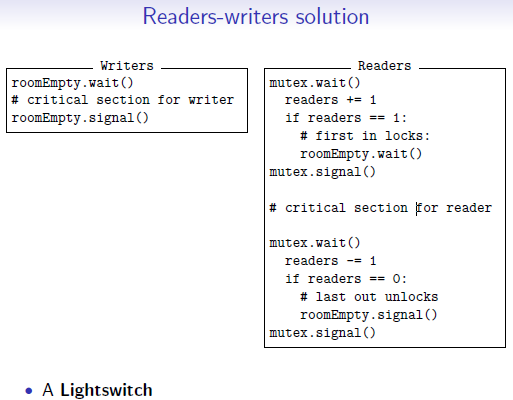 Readers-writers solution
Writers
roomEmpty.wait()
# critical section for writer
roomEmpty.signal()
Readers
mutex.wait()
readers += 1
if readers == 1:
# first in locks:
roomEmpty.wait()
mutex.signal()
# critical section for reader
mutex.wait()
readers -= 1
if readers == 0:
# last out unlocks
roomEmpty.signal()
mutex.signal()
• A Lightswitch